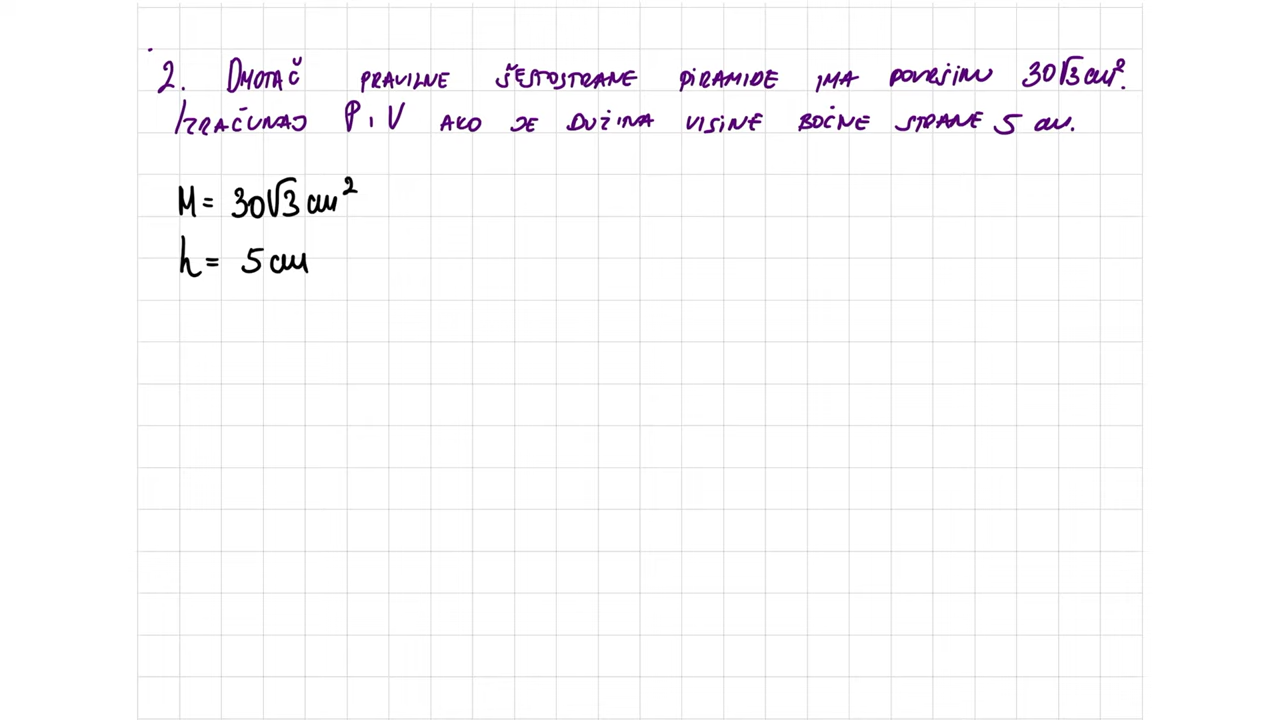 2. OMOTAČ PRAVILNE ŠESTOSTRANE PIRAMIDE IMA POVRŠINU 30√3 cm².
IZRAČUNAJ P i V AKO JE DUŽINA VISINE BOČNE STRANE 5 cm.
M = 30√3 cm²
h = 5 cm